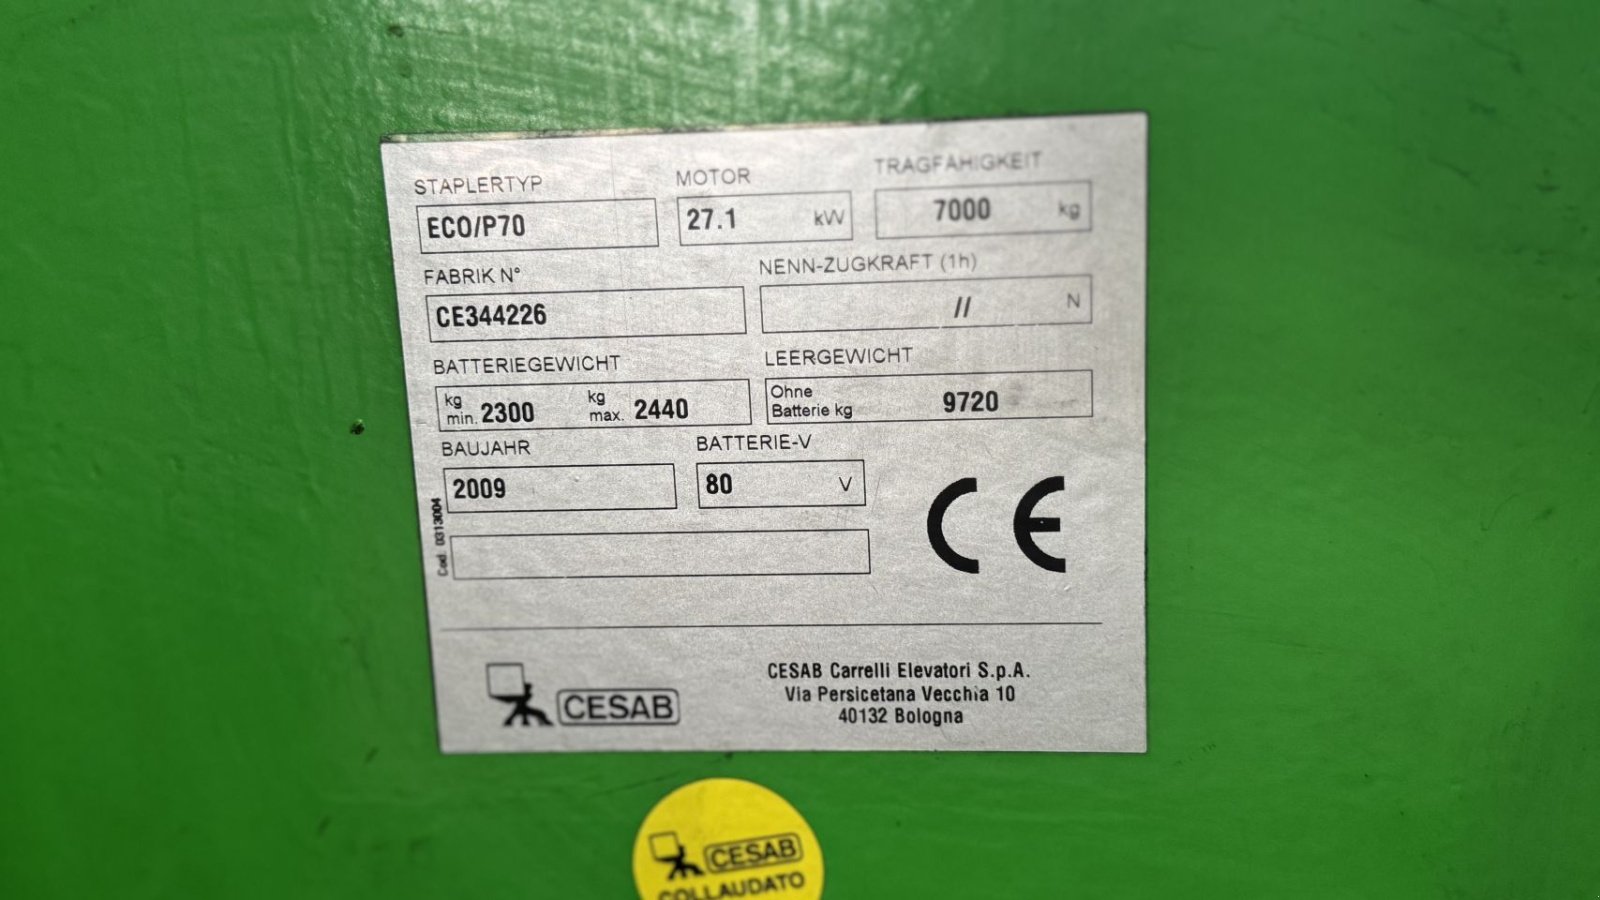 STAPLERTYP MOTOR TRAGFÄHIGKEIT
ECO/P70 27.1 kW 7000 kg
FABRIK N° NENN-ZUGKRAFT (1h)
CE344226 // N
BATTERIEGEWICHT LEERGEWICHT
kg min. 2300 kg max. 2440 Ohne Batterie kg 9720
BAUJAHR BATTERIE-V
2009 80 V
Cod. 0313004
CE
CESAB
CESAB Carrelli Elevatori S.p.A.
Via Persicetana Vecchia 10
40132 Bologna
CESAB
COLLAUDATO